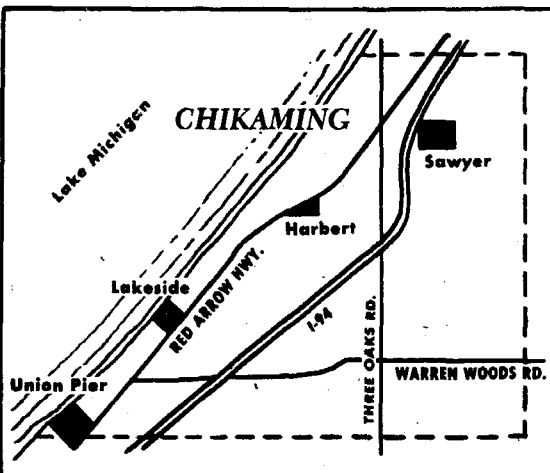 Lake Michigan
CHIKAMING
Sawyer
Harbert
Lakeside
RED ARROW HWY.
I-94
THREE OAKS RD.
WARREN WOODS RD.
Union Pier